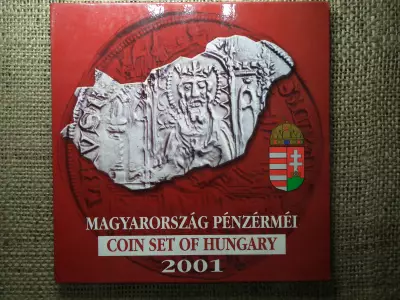 MAGYARORSZÁG PÉNZÉRMÉI
COIN SET OF HUNGARY
2001